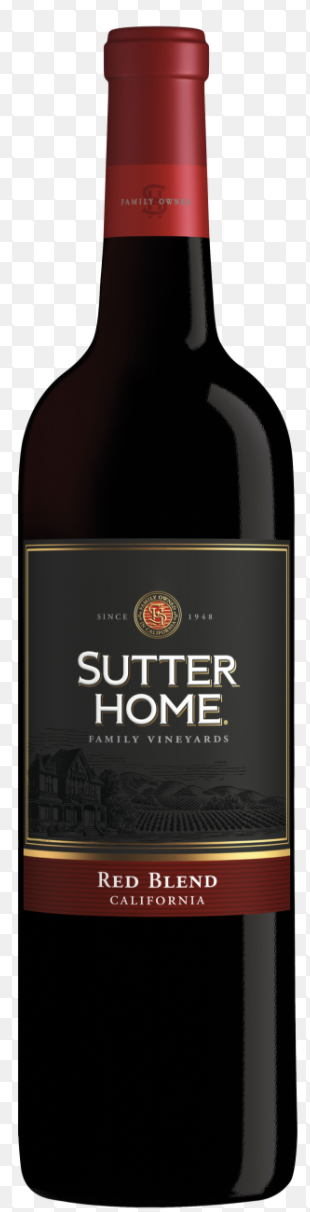 FAMILY OWNED
SINCE 1948
SUTTER
HOME.
FAMILY VINEYARDS
RED BLEND
CALIFORNIA